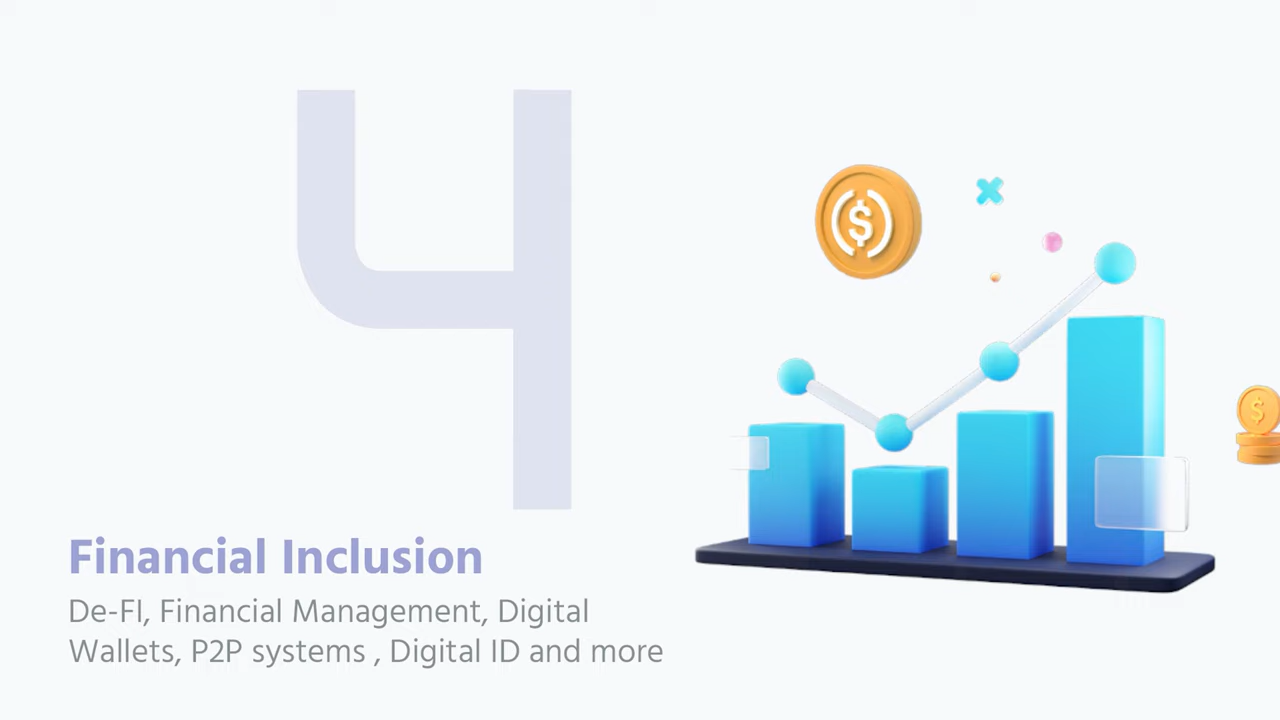 4
Financial Inclusion
De-FI, Financial Management, Digital
Wallets, P2P systems , Digital ID and more
$
$